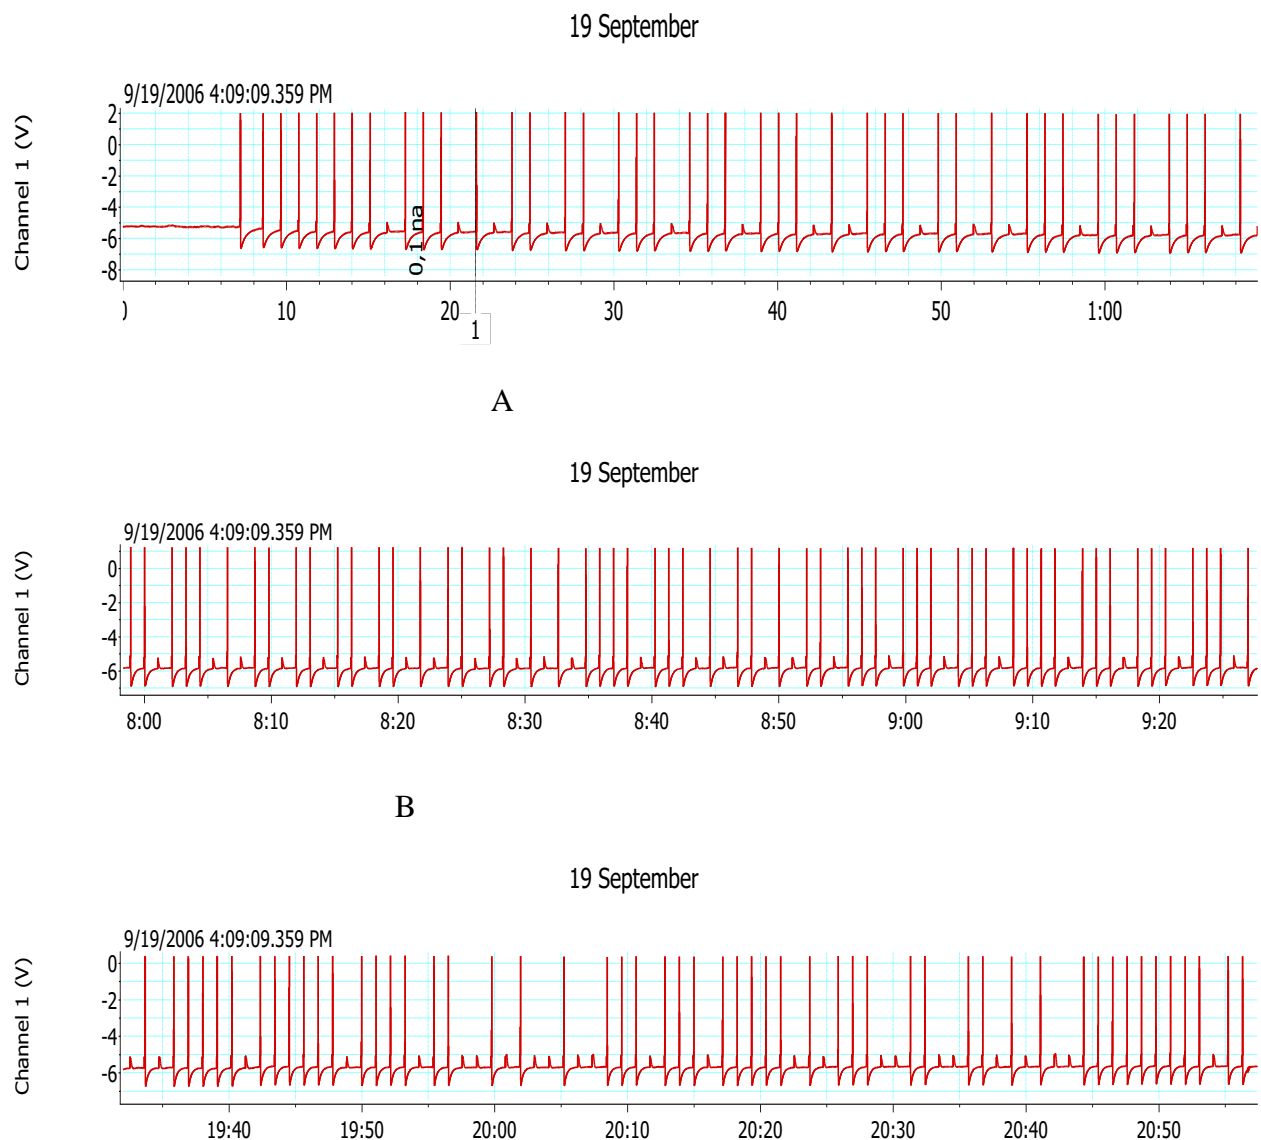 19 September
9/19/2006 4:09:09.359 PM
Channel 1 (V)
2
0
-2
-4
-6
-8
0,1 na
0 10 20 30 40 50 1:00
1
A
19 September
9/19/2006 4:09:09.359 PM
Channel 1 (V)
0
-2
-4
-6
8:00 8:10 8:20 8:30 8:40 8:50 9:00 9:10 9:20
B
19 September
9/19/2006 4:09:09.359 PM
Channel 1 (V)
0
-2
-4
-6
19:40 19:50 20:00 20:10 20:20 20:30 20:40 20:50